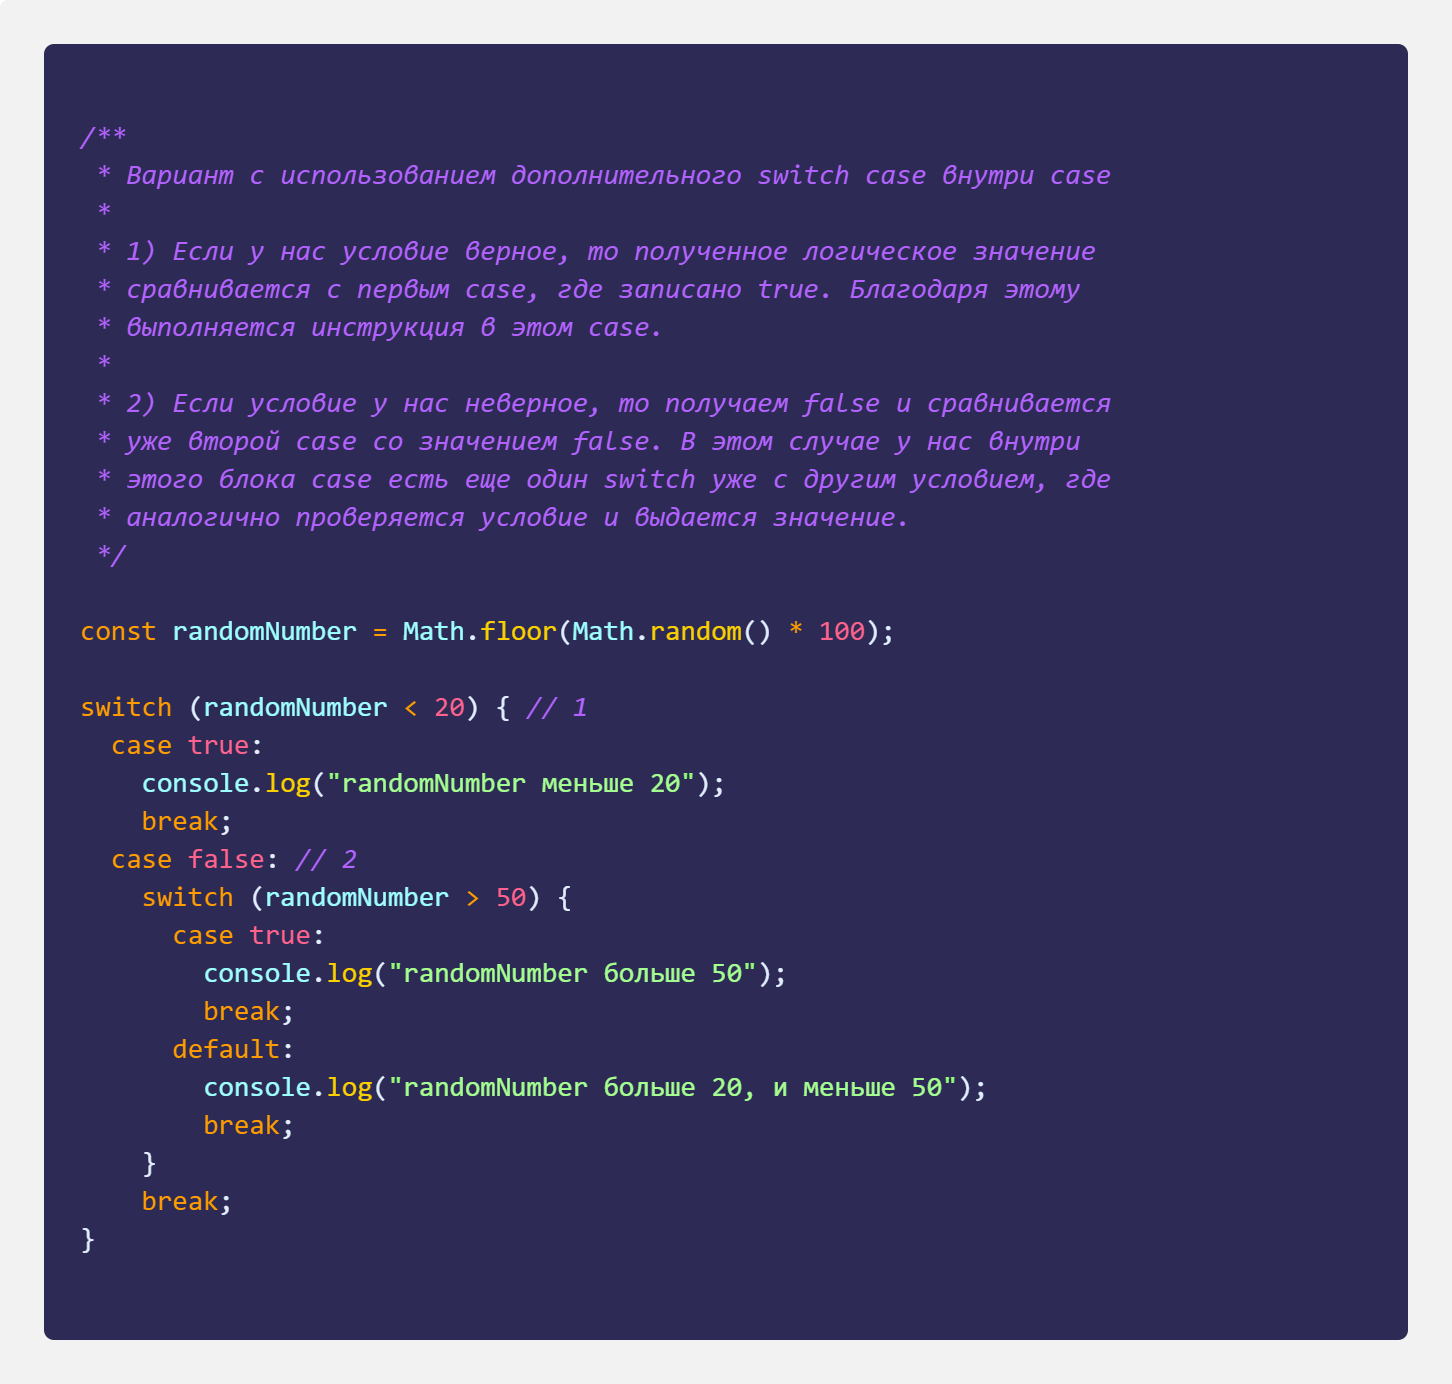 /**
 * Вариант с использованием дополнительного switch case внутри case
 *
 * 1) Если у нас условие верное, то полученное логическое значение
 * сравнивается с первым case, где записано true. Благодаря этому
 * выполняется инструкция в этом case.
 *
 * 2) Если условие у нас неверное, то получаем false и сравнивается
 * уже второй case со значением false. В этом случае у нас внутри
 * этого блока case есть еще один switch уже с другим условием, где
 * аналогично проверяется условие и выдается значение.
 */

const randomNumber = Math.floor(Math.random() * 100);

switch (randomNumber < 20) { // 1
  case true:
    console.log("randomNumber меньше 20");
    break;
  case false: // 2
    switch (randomNumber > 50) {
      case true:
        console.log("randomNumber больше 50");
        break;
      default:
        console.log("randomNumber больше 20, и меньше 50");
        break;
    }
    break;
}